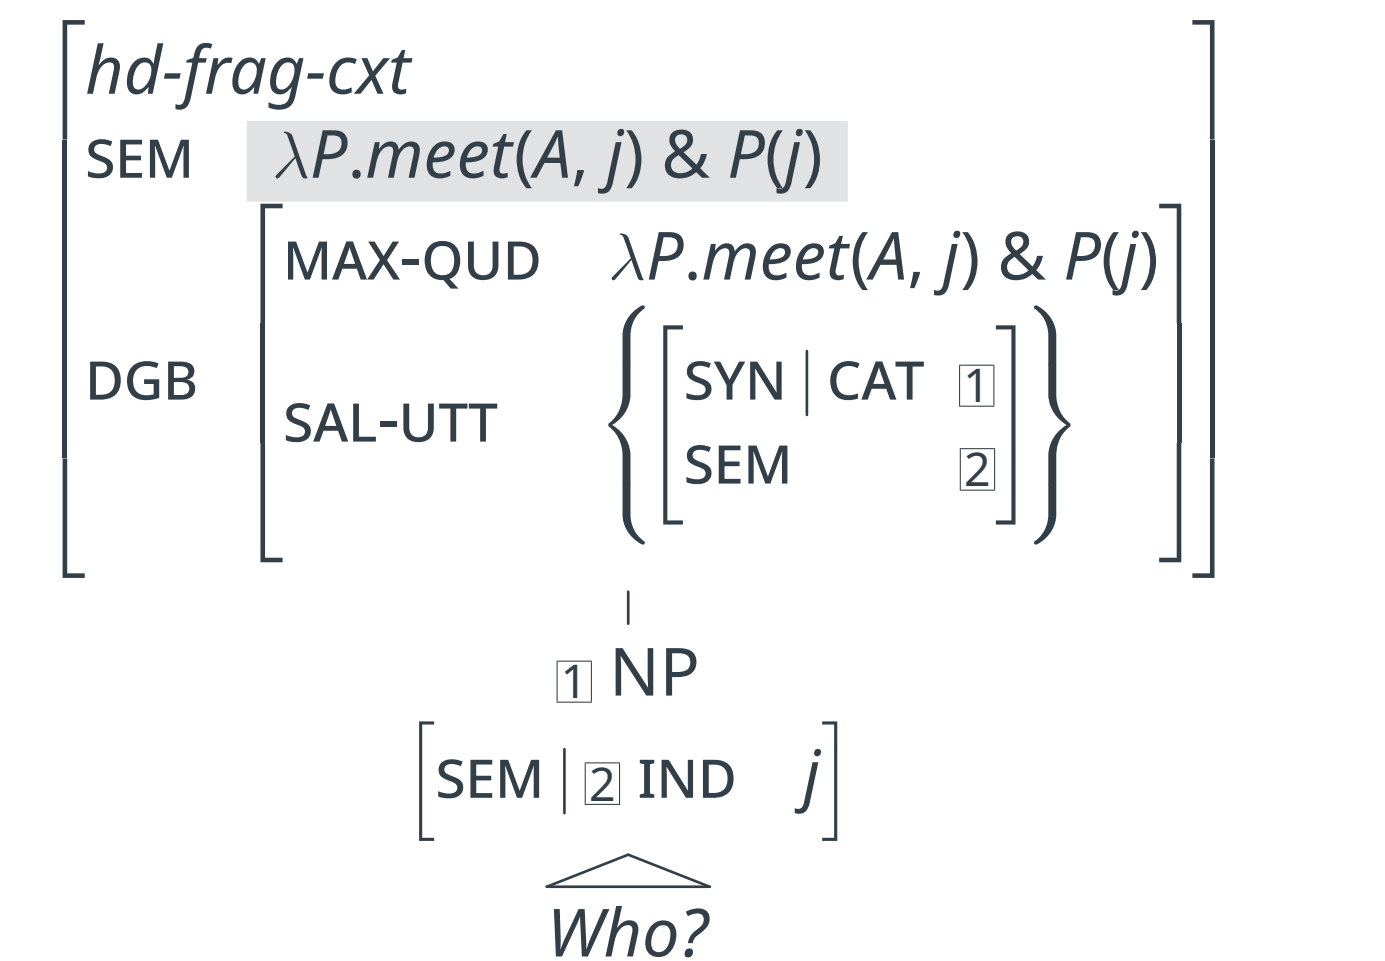 hd-frag-cxt
SEM λP.meet(A, j) & P(j)
MAX-QUD λP.meet(A, j) & P(j)
DGB
SAL-UTT
SYN | CAT 1
SEM 2
1 NP
SEM | 2 IND j
Who?